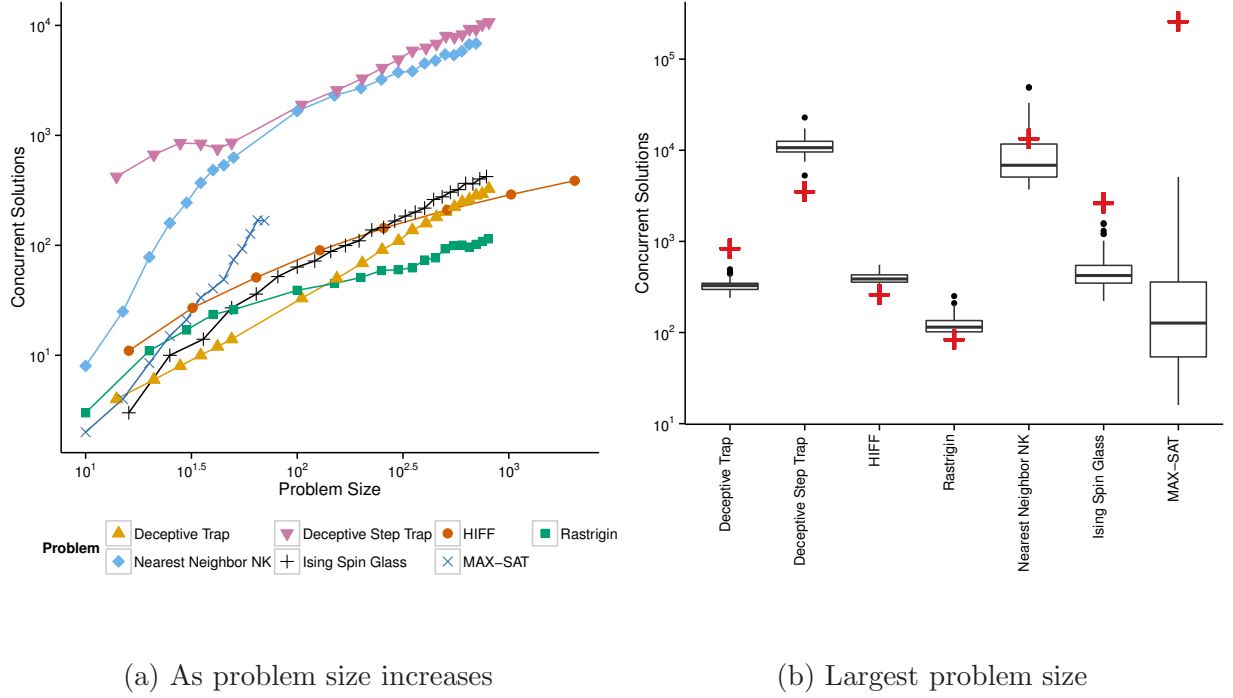 Concurrent Solutions
10^4
10^3
10^2
10^1
10^1
10^1.5
10^2
10^2.5
10^3
Problem Size
Problem
Deceptive Trap
Deceptive Step Trap
HIFF
Rastrigin
Nearest Neighbor NK
Ising Spin Glass
MAX−SAT
(a) As problem size increases
Concurrent Solutions
10^5
10^4
10^3
10^2
10^1
Deceptive Trap
Deceptive Step Trap
HIFF
Rastrigin
Nearest Neighbor NK
Ising Spin Glass
MAX−SAT
(b) Largest problem size